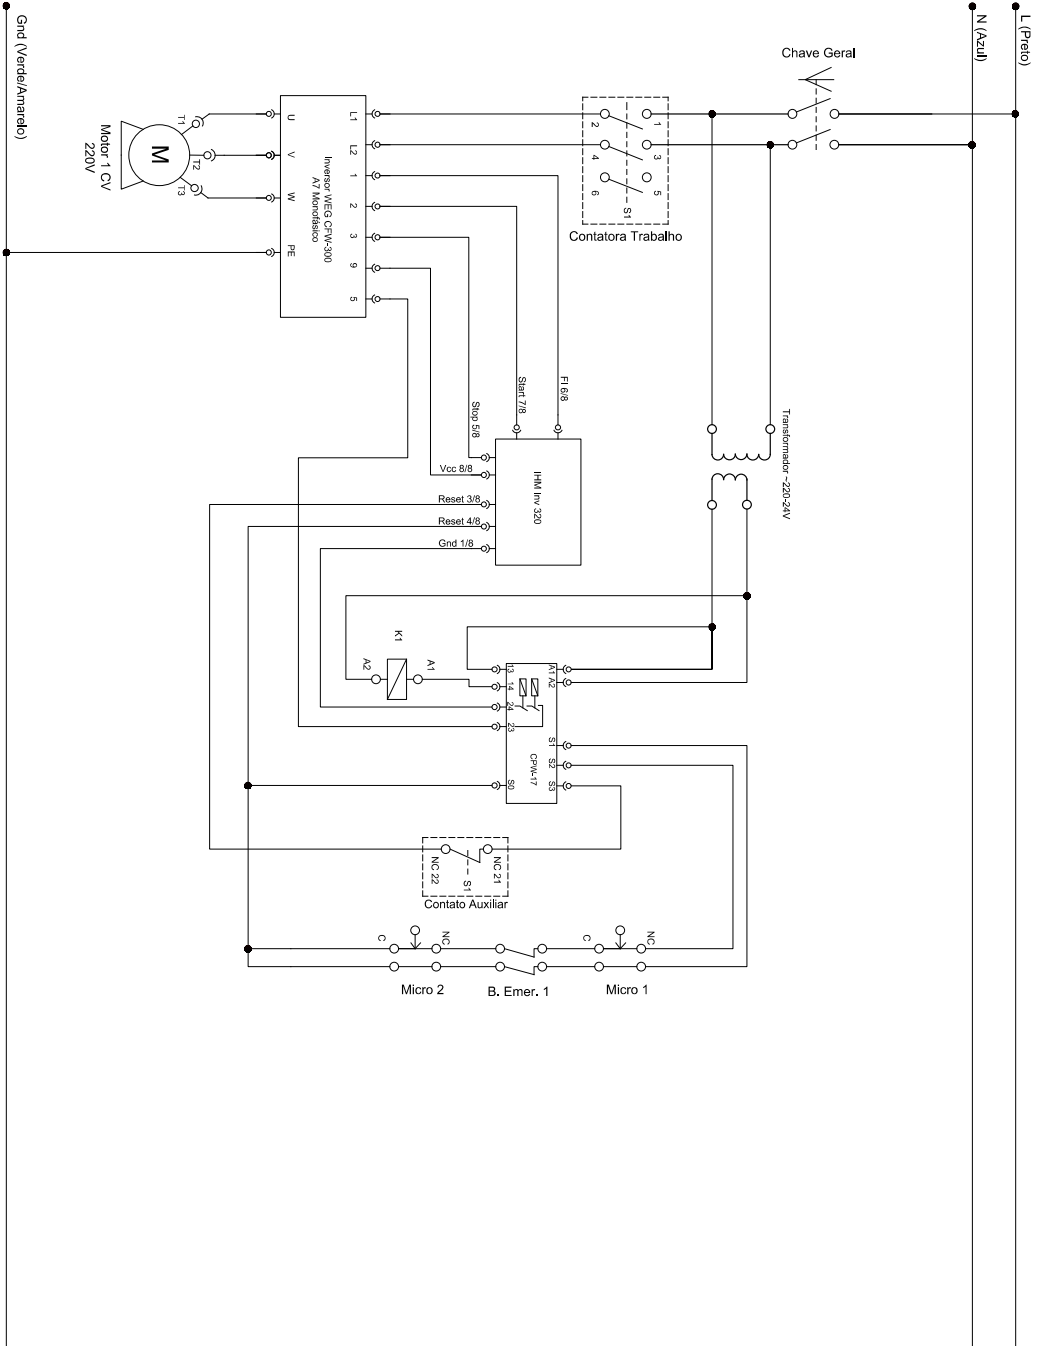 L (Preto)
N (Azul)
Gnd (Verde/Amarelo)
Chave Geral
Contatora Trabalho
1
2
3
4
5
6
S1
Motor 1 CV
220V
M
T1
T2
T3
Inversor WEG CFW-300
A7 Monofásico
U
V
W
PE
L1
L2
1
2
3
9
5
Transformador ~220-24V
FI 6/8
Start 7/8
Stop 5/8
Vcc 8/8
Reset 3/8
Reset 4/8
Gnd 1/8
IHM Inv 320
K1
A2
A1
13
14
24
23
S0
A1
A2
S1
S2
S3
CPW-17
NC 22
NC 21
S1
Contato Auxiliar
C
NC
Micro 2
B. Emer. 1
C
NC
Micro 1